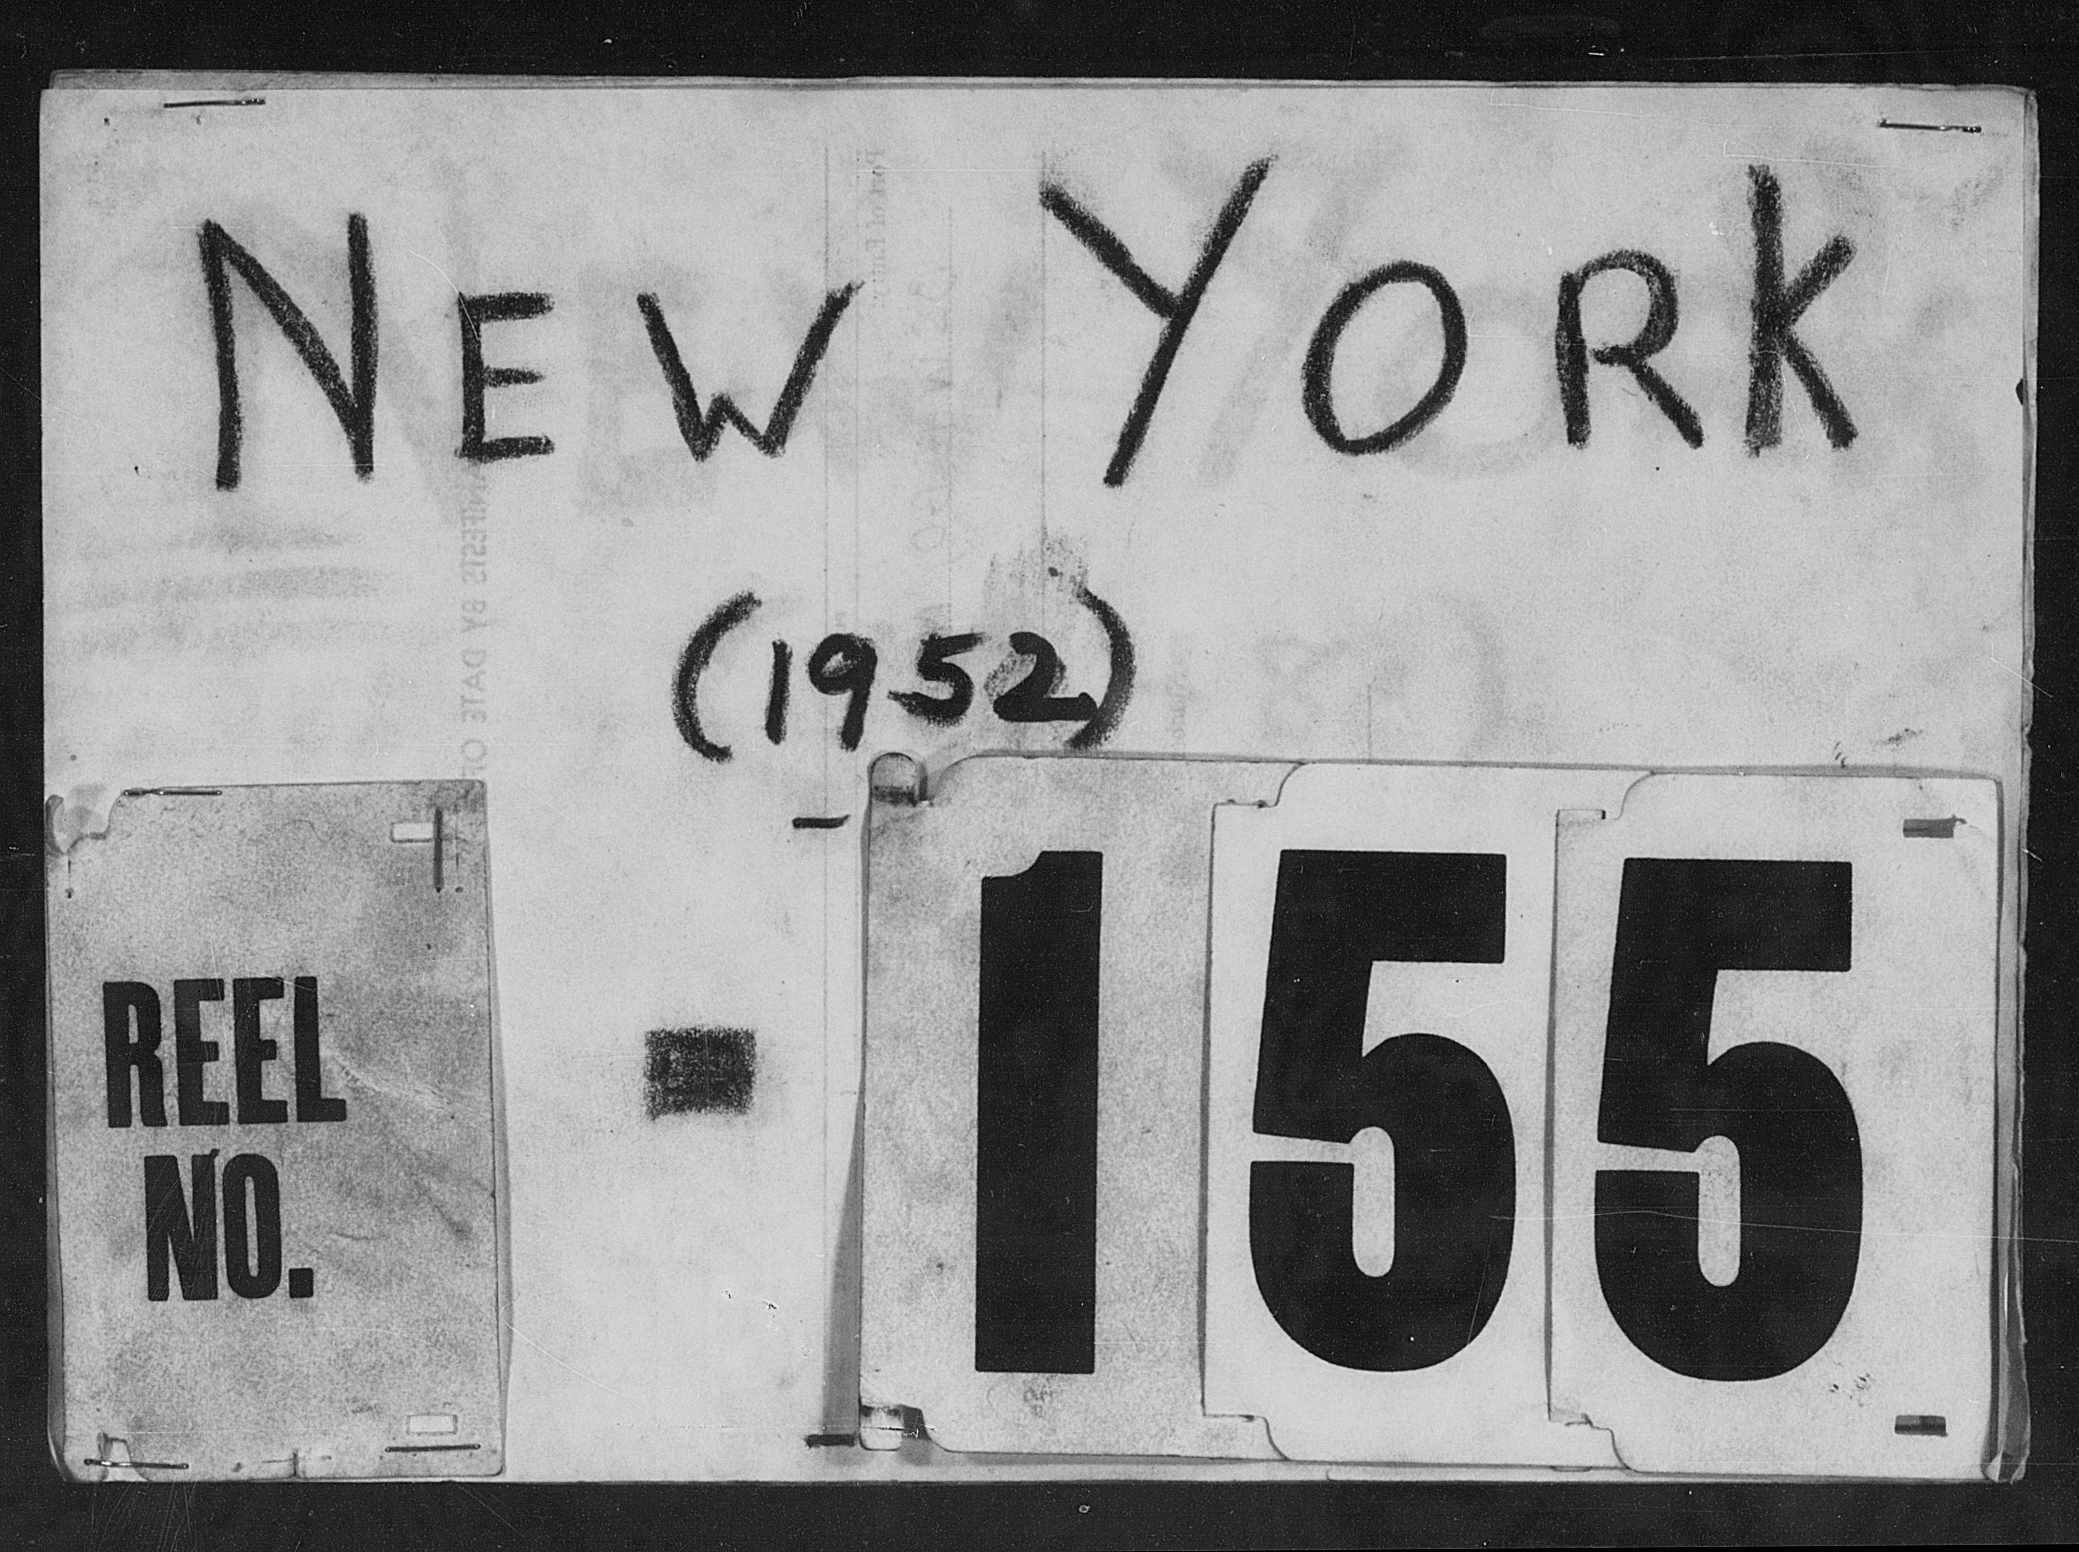 NEW YORK
(1952)
REEL
NO.
155